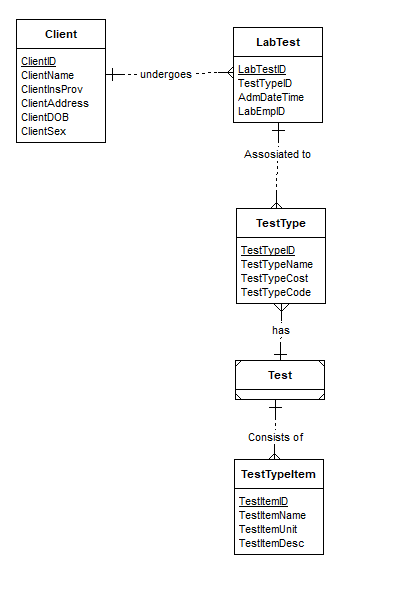 Client
ClientID
ClientName
ClientInsProv
ClientAddress
ClientDOB
ClientSex
undergoes
LabTest
LabTestID
TestTypeID
AdmDateTime
LabEmpID
Assosiated to
TestType
TestTypeID
TestTypeName
TestTypeCost
TestTypeCode
has
Test
Consists of
TestTypeItem
TestItemID
TestItemName
TestItemUnit
TestItemDesc